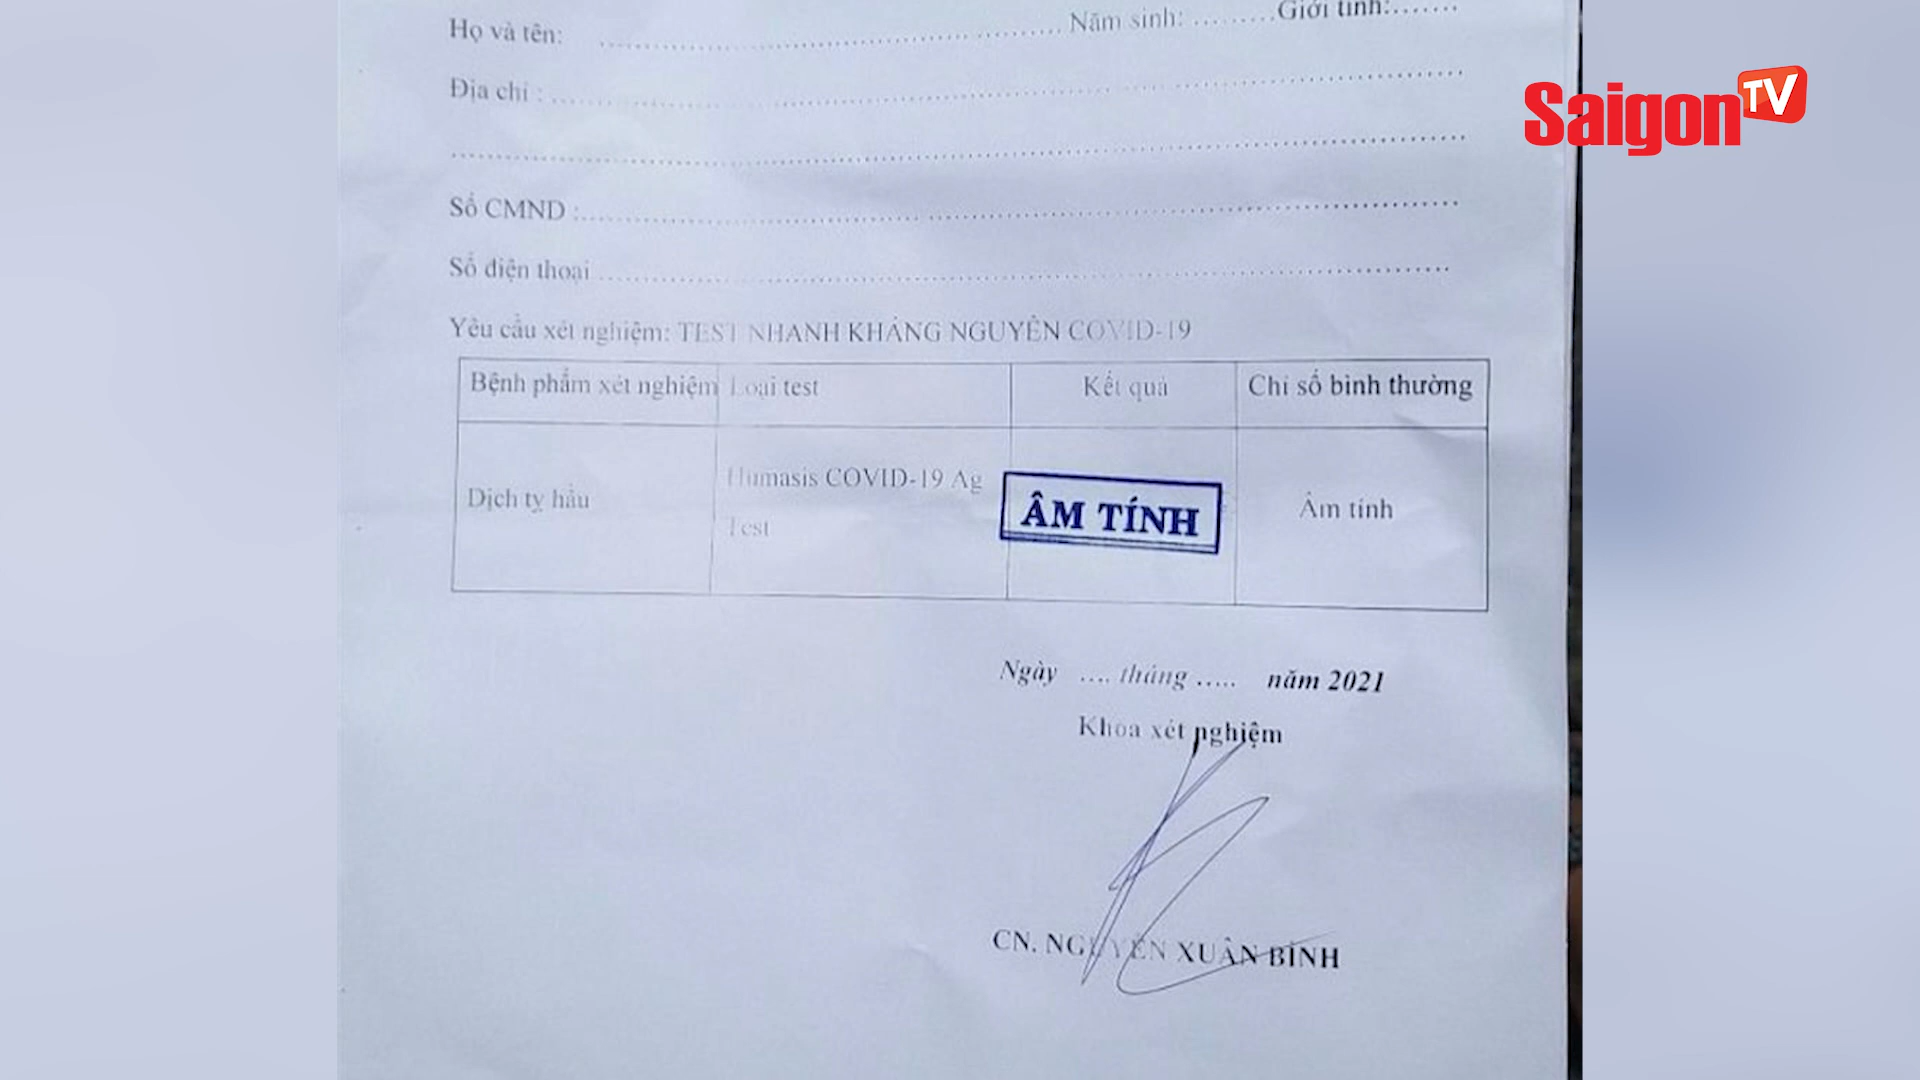 Họ và tên: ........................ Năm sinh: .........Giới tính:.......
Saigon TV
Địa chỉ : ........................
Số CMND :........................
Số điện thoại ........................
Yêu cầu xét nghiệm: TEST NHANH KHÁNG NGUYÊN COVID-19
Bệnh phẩm xét nghiệm Loại test Kết quả Chỉ số bình thường
Humasis COVID-19 Ag
Dịch tỵ hầu ÂM TÍNH Âm tính
Test
Ngày .... tháng ..... năm 2021
Khoa xét nghiệm
CN. NGUYỄN XUÂN BÌNH